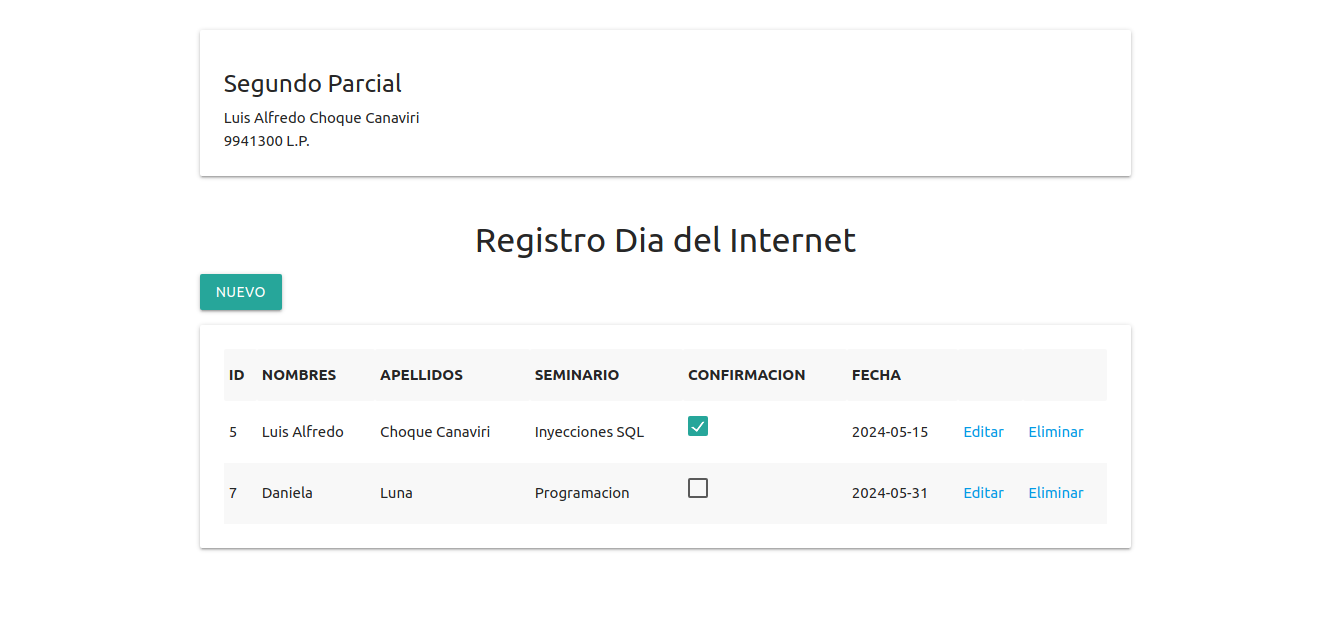 Segundo Parcial
Luis Alfredo Choque Canaviri
9941300 L.P.
Registro Dia del Internet
NUEVO
ID NOMBRES APELLIDOS SEMINARIO CONFIRMACION FECHA
5 Luis Alfredo Choque Canaviri Inyecciones SQL 2024-05-15 Editar Eliminar
7 Daniela Luna Programacion 2024-05-31 Editar Eliminar